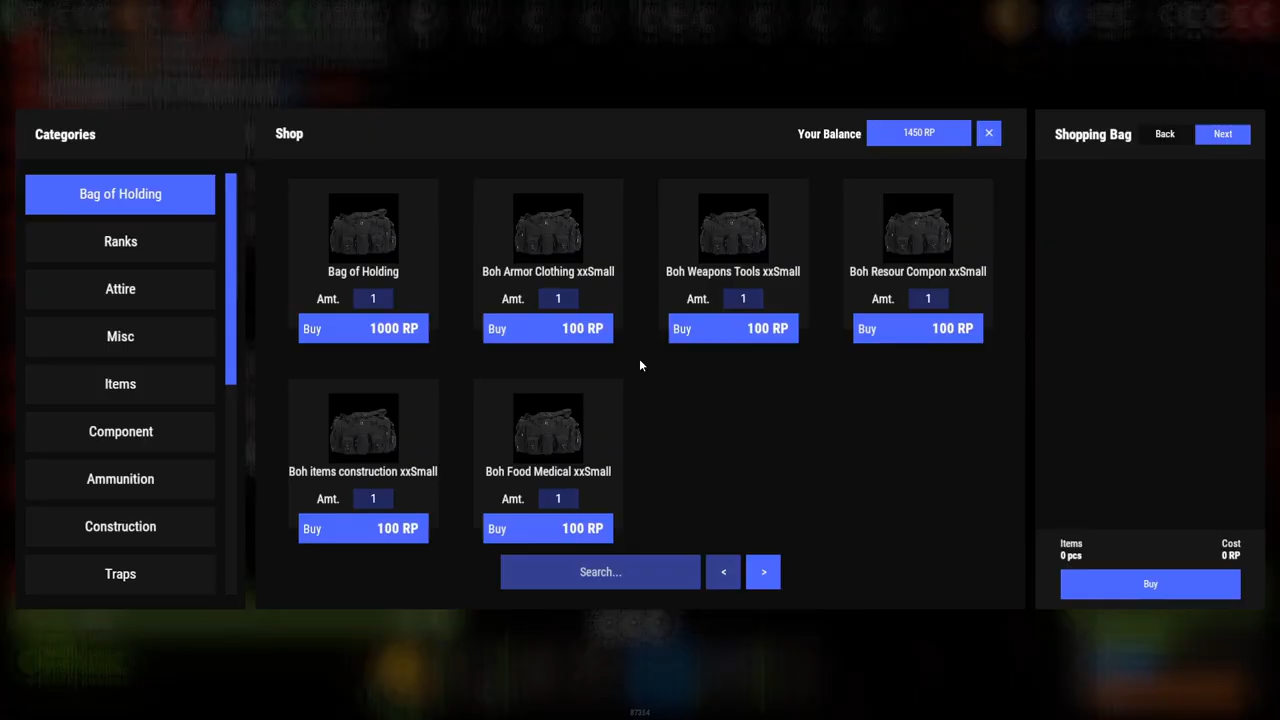 Categories
Bag of Holding
Ranks
Attire
Misc
Items
Component
Ammunition
Construction
Traps
Shop
Your Balance 1450 RP ×
Bag of Holding
Amt. 1
Buy 1000 RP
Boh Armor Clothing xxSmall
Amt. 1
Buy 100 RP
Boh Weapons Tools xxSmall
Amt. 1
Buy 100 RP
Boh Resour Compon xxSmall
Amt. 1
Buy 100 RP
Boh items construction xxSmall
Amt. 1
Buy 100 RP
Boh Food Medical xxSmall
Amt. 1
Buy 100 RP
Search... < >
Shopping Bag Back Next
Items Cost
0 pcs 0 RP
Buy
87364